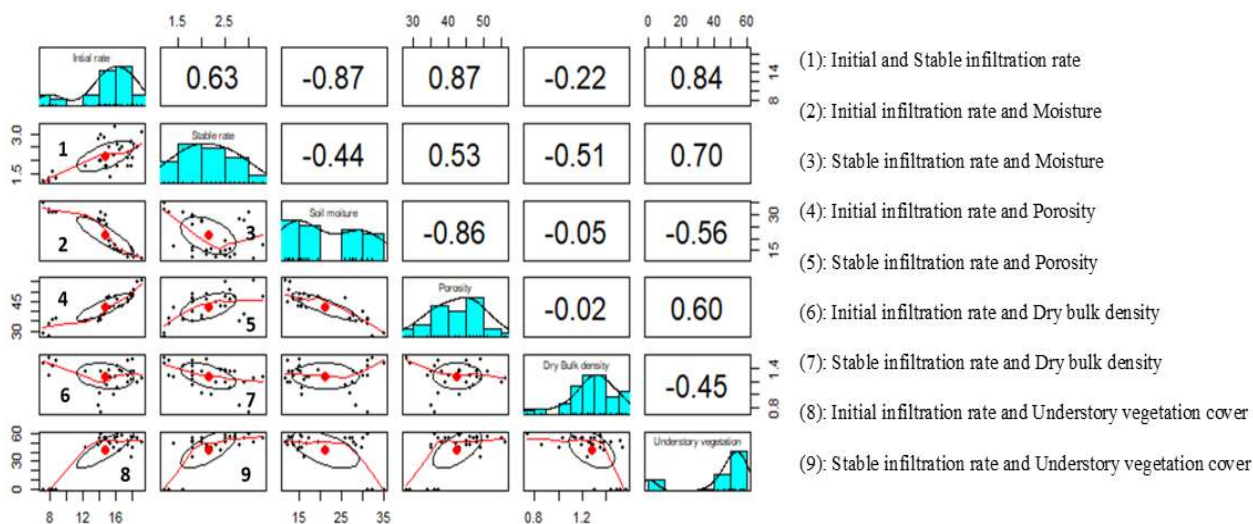 1.5 2.5
30 40 50
0 20 40 60
Intial rate
0.63
-0.87
0.87
-0.22
0.84
8 14
1.5 3.0
1
Stable rate
-0.44
0.53
-0.51
0.70
2
3
Soil moiture
-0.86
-0.05
-0.56
15 30
30 45
4
5
Porosity
-0.02
0.60
6
7
Dry Bulk density
-0.45
0.8 1.4
0 30 60
8
9
Understory vegetation
8 12 16
15 25 35
0.8 1.2
(1): Initial and Stable infiltration rate
(2): Initial infiltration rate and Moisture
(3): Stable infiltration rate and Moisture
(4): Initial infiltration rate and Porosity
(5): Stable infiltration rate and Porosity
(6): Initial infiltration rate and Dry bulk density
(7): Stable infiltration rate and Dry bulk density
(8): Initial infiltration rate and Understory vegetation cover
(9): Stable infiltration rate and Understory vegetation cover